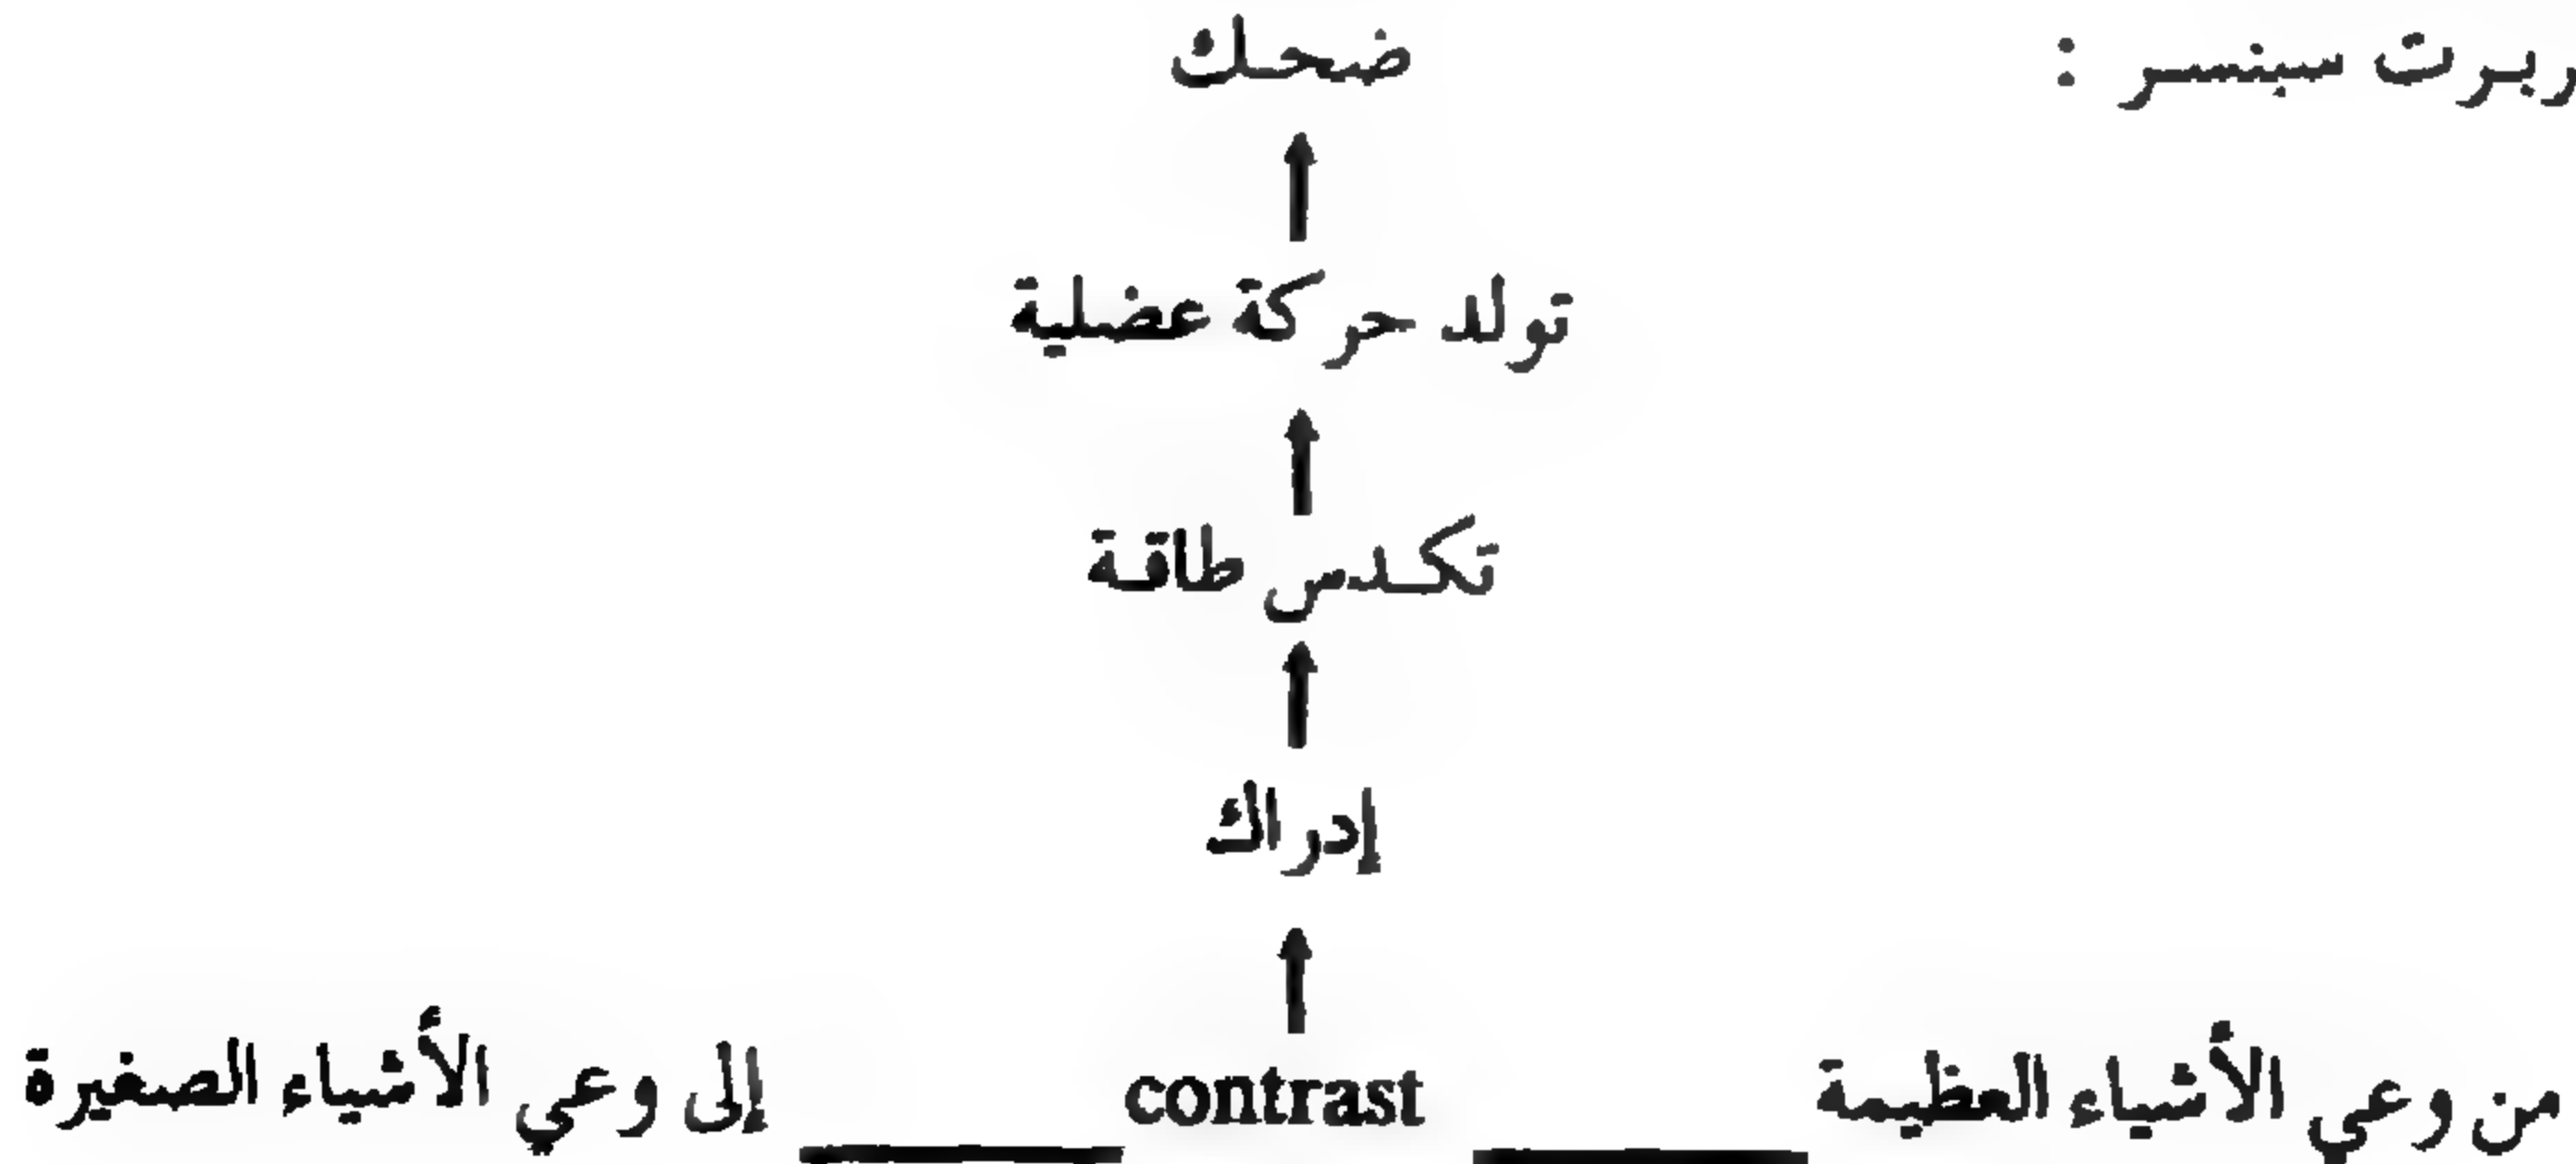 ربرت سبنسر :
ضحك
تولد حركة عضلية
تكدس طاقة
إدراك
من وعي الأشياء العظيمة contrast إلى وعي الأشياء الصغيرة